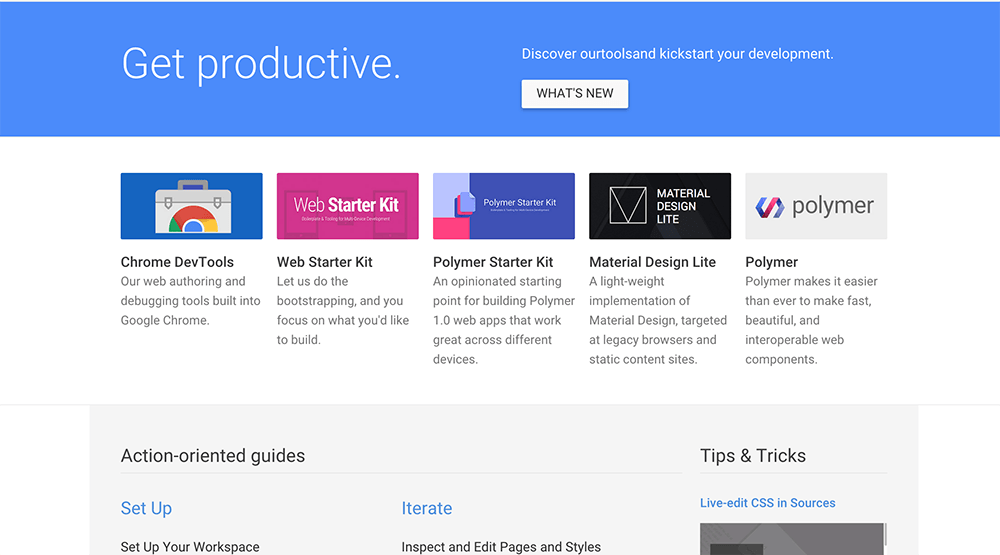 Get productive.
Discover ourtoolsand kickstart your development.
WHAT'S NEW
Web Starter Kit
Boilerplate & Tooling for Multi-Device Development
Polymer Starter Kit
MATERIAL
DESIGN
LITE
polymer
Chrome DevTools
Our web authoring and
debugging tools built into
Google Chrome.
Web Starter Kit
Let us do the
bootstrapping, and you
focus on what you'd like
to build.
Polymer Starter Kit
An opinionated starting
point for building Polymer
1.0 web apps that work
great across different
devices.
Material Design Lite
A light-weight
implementation of
Material Design, targeted
at legacy browsers and
static content sites.
Polymer
Polymer makes it easier
than ever to make fast,
beautiful, and
interoperable web
components.
Action-oriented guides
Set Up
Set Up Your Workspace
Iterate
Inspect and Edit Pages and Styles
Tips & Tricks
Live-edit CSS in Sources